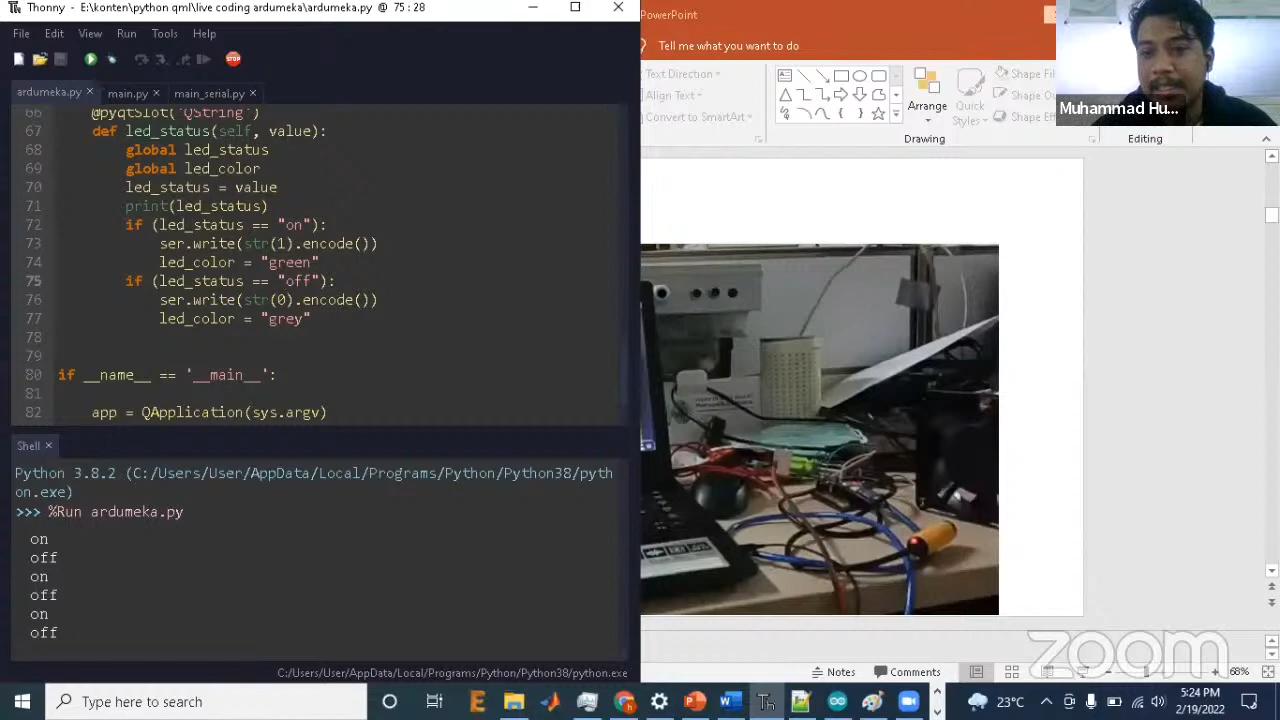 Thonny - E:\konten\python qml\live coding ardumeka\ardumeka.py @ 75 : 28
File Edit View Run Tools Help
STOP
ardumeka.py × main.py × main_serial.py ×
66 @pyqtSlot('QString')
67 def led_status(self, value):
68 global led_status
69 global led_color
70 led_status = value
71 print(led_status)
72 if (led_status == "on"):
73 ser.write(str(1).encode())
74 led_color = "green"
75 if (led_status == "off"):
76 ser.write(str(0).encode())
77 led_color = "grey"
78
79
80 if __name__ == '__main__':
81
82 app = QApplication(sys.argv)
Shell ×
Python 3.8.2 (C:/Users/User/AppData/Local/Programs/Python/Python38/pyth
on.exe)
>>> %Run ardumeka.py
on
off
on
off
on
off
C:/Users/User/AppData/Local/Programs/Python/Python38/python.exe
PowerPoint
Tell me what you want to do
Text Direction
Align Text
Convert to SmartArt
Arrange
Quick
Styles
Shape Fi
Shape Ou
Shape Effe
Drawing
Editing
Muhammad Hu...
zoom
Notes Comments 68%
Type here to search
23°C
5:24 PM
2/19/2022